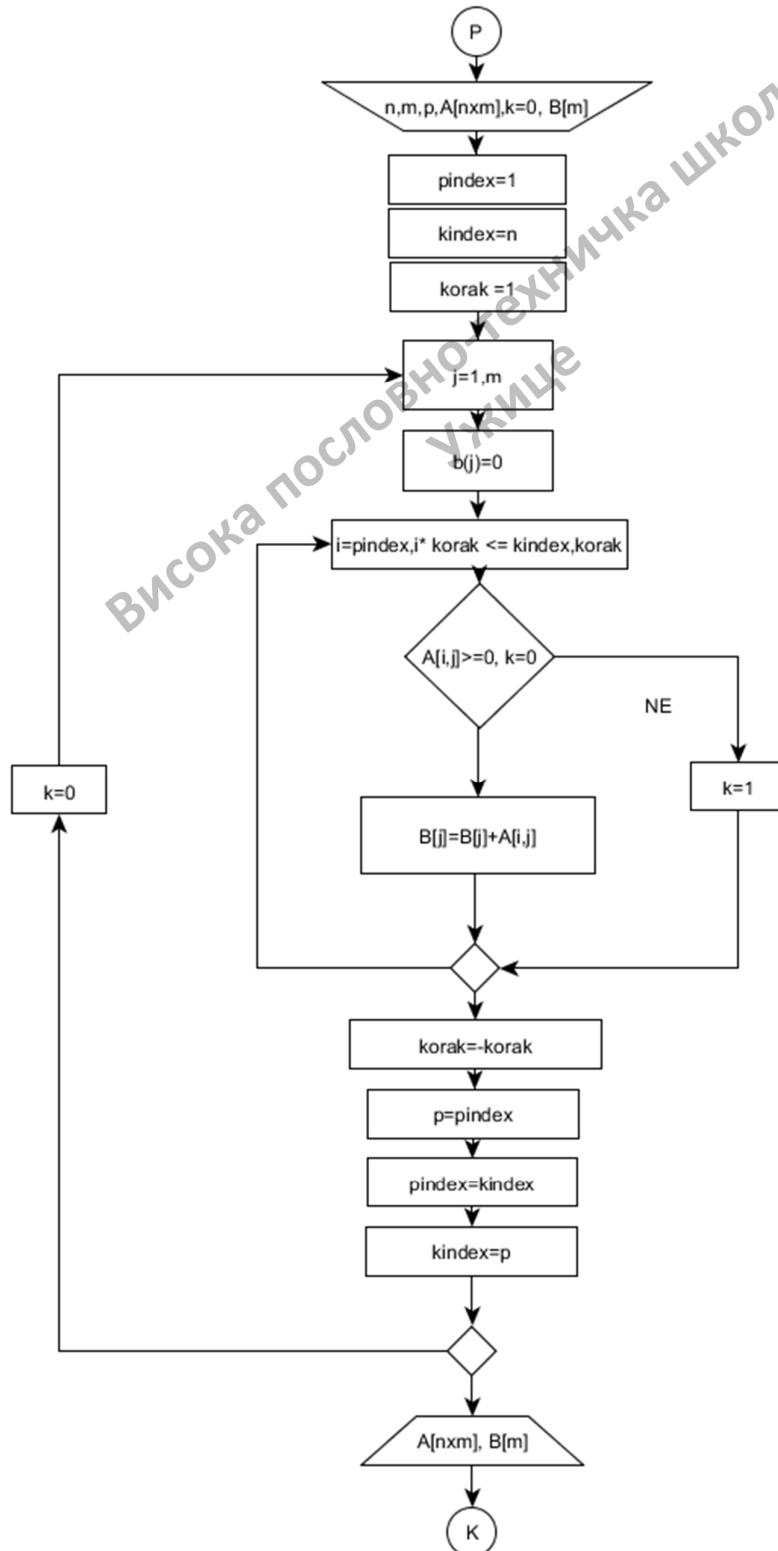 P
n,m,p,A[nxm],k=0, B[m]
pindex=1
kindex=n
korak =1
j=1,m
b(j)=0
i=pindex,i* korak <= kindex,korak
A[i,j]>=0, k=0
NE
k=0
k=1
B[j]=B[j]+A[i,j]
korak=-korak
p=pindex
pindex=kindex
kindex=p
A[nxm], B[m]
K
Висока пословно-техничка школ
Ужице